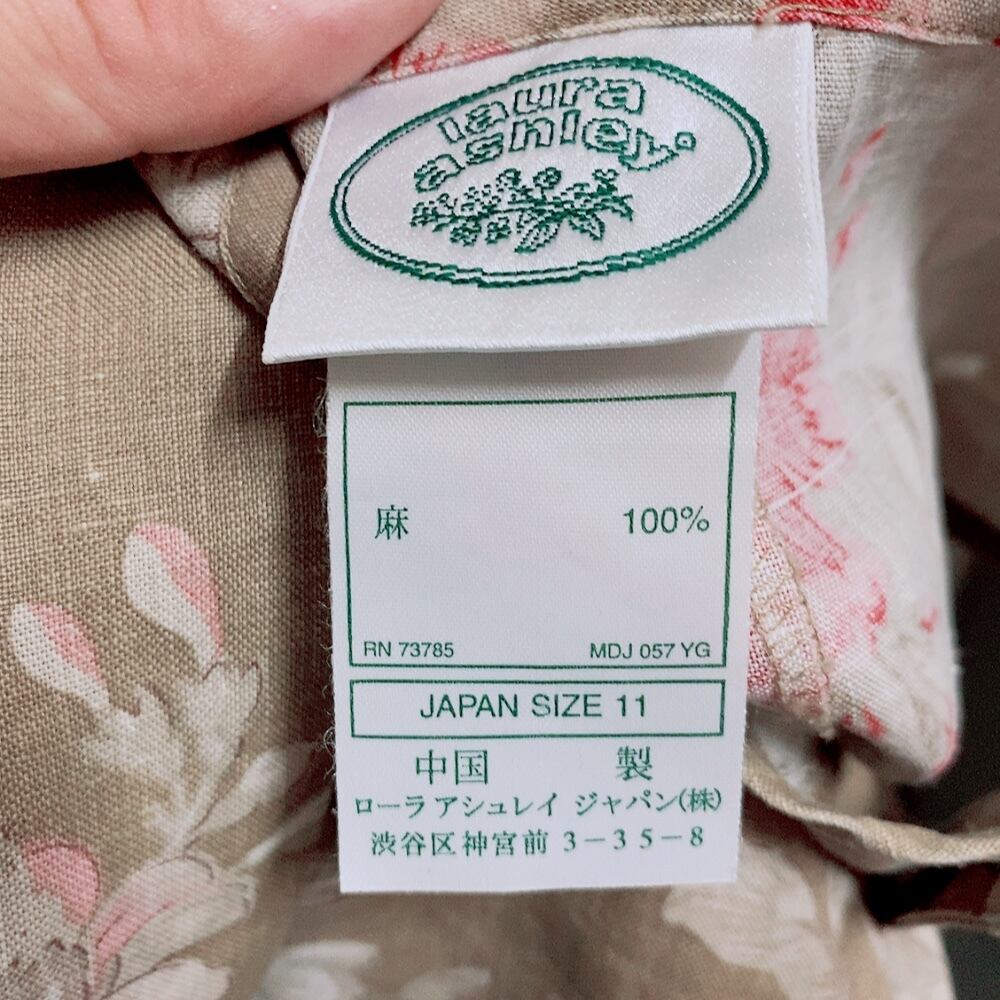 laura
ashley
麻 100%
RN 73785 MDJ 057 YG
JAPAN SIZE 11
中国 製
ローラ アシュレイ ジャパン(株)
渋谷区神宮前 3－35－8